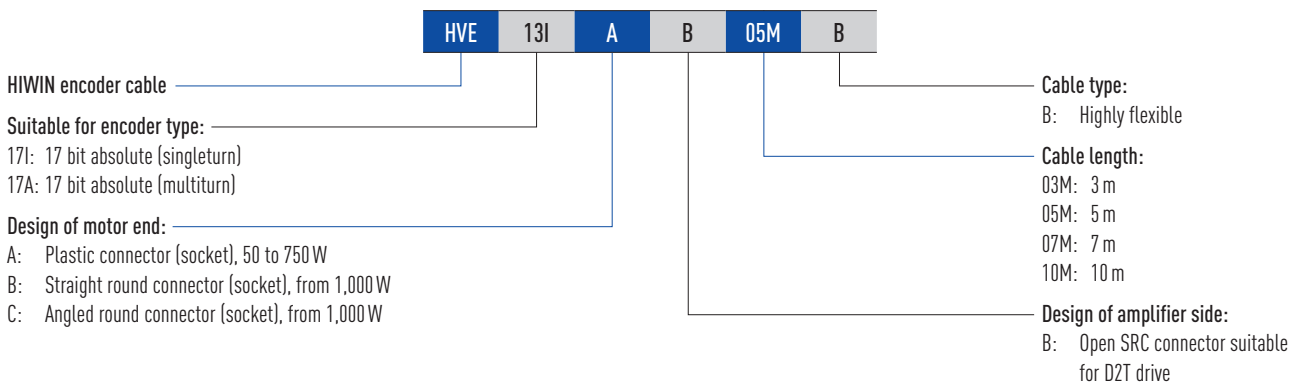 HVE 13I A B 05M B
HIWIN encoder cable
Suitable for encoder type:
17I: 17 bit absolute (singleturn)
17A: 17 bit absolute (multiturn)
Design of motor end:
A: Plastic connector (socket), 50 to 750 W
B: Straight round connector (socket), from 1,000 W
C: Angled round connector (socket), from 1,000 W
Cable type:
B: Highly flexible
Cable length:
03M: 3 m
05M: 5 m
07M: 7 m
10M: 10 m
Design of amplifier side:
B: Open SRC connector suitable
for D2T drive